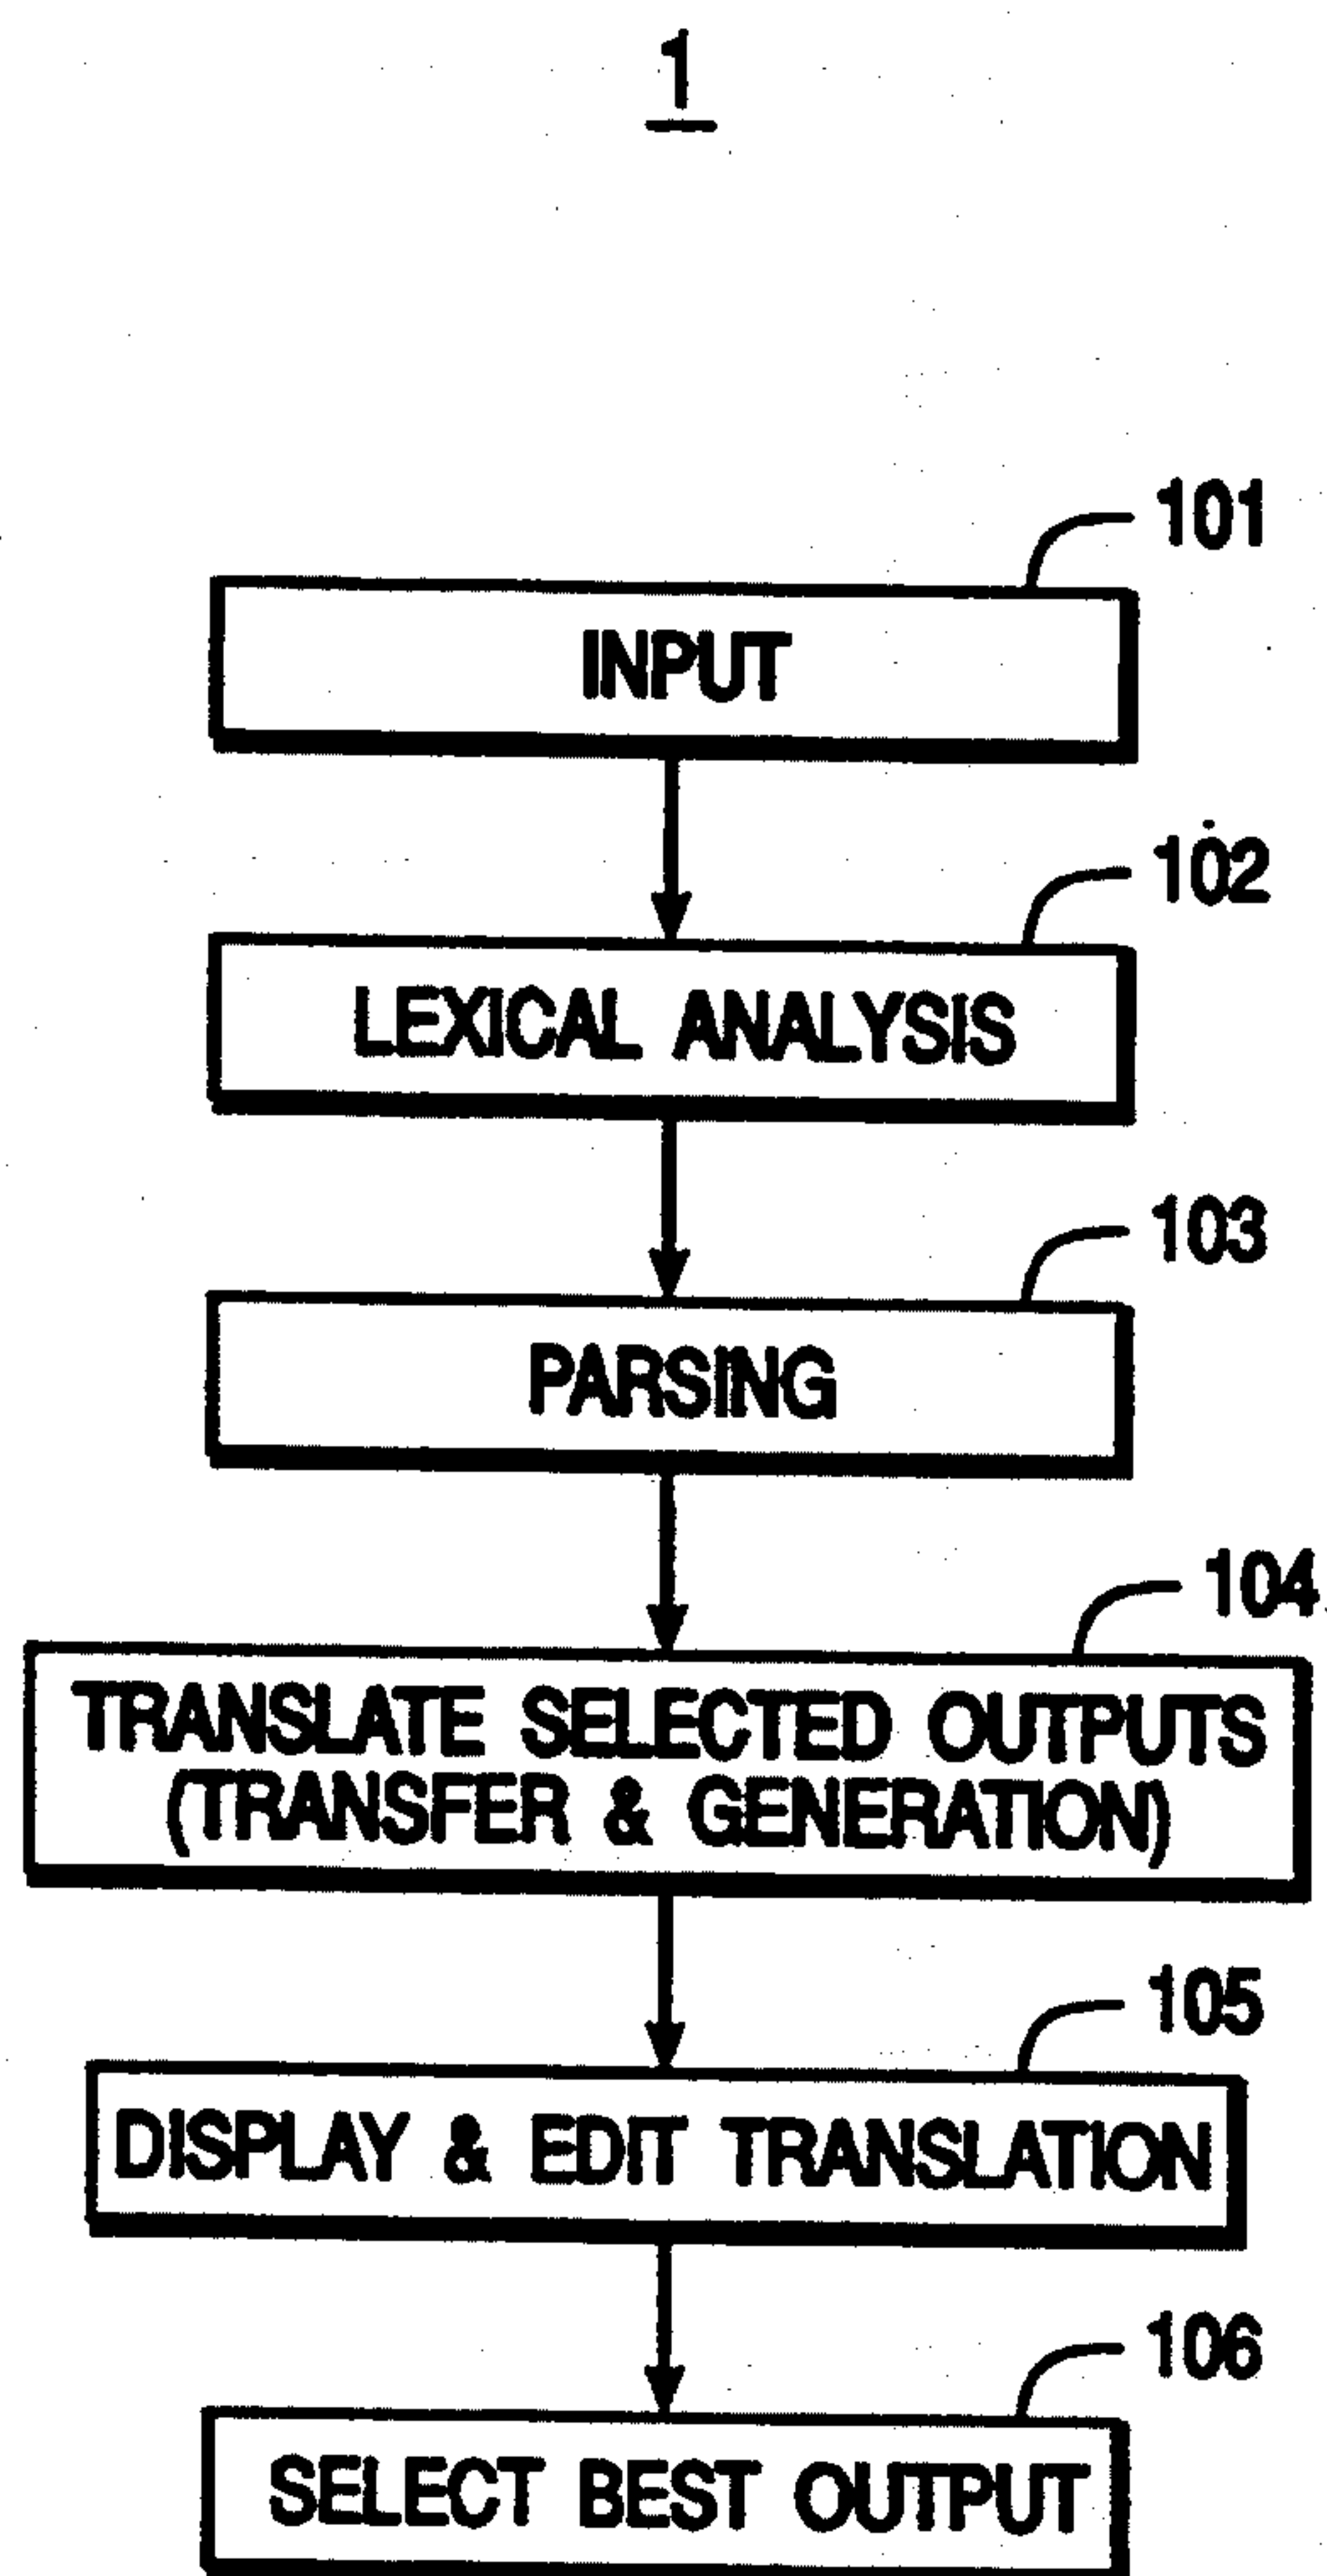 1
101
INPUT
102
LEXICAL ANALYSIS
103
PARSING
104
TRANSLATE SELECTED OUTPUTS
(TRANSFER & GENERATION)
105
DISPLAY & EDIT TRANSLATION
106
SELECT BEST OUTPUT